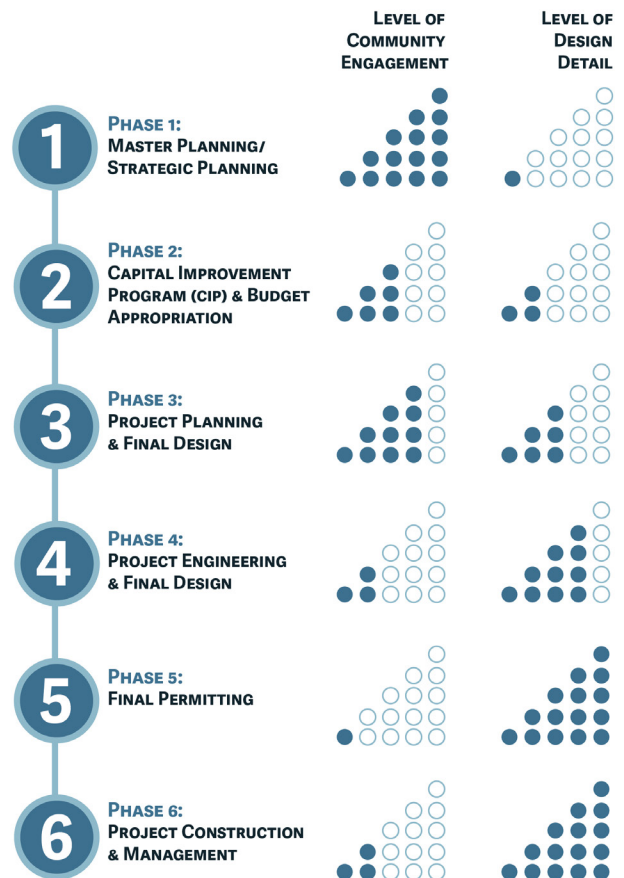 LEVEL OF
COMMUNITY
ENGAGEMENT
LEVEL OF
DESIGN
DETAIL
1
PHASE 1:
MASTER PLANNING/
STRATEGIC PLANNING
2
PHASE 2:
CAPITAL IMPROVEMENT
PROGRAM (CIP) & BUDGET
APPROPRIATION
3
PHASE 3:
PROJECT PLANNING
& FINAL DESIGN
4
PHASE 4:
PROJECT ENGINEERING
& FINAL DESIGN
5
PHASE 5:
FINAL PERMITTING
6
PHASE 6:
PROJECT CONSTRUCTION
& MANAGEMENT